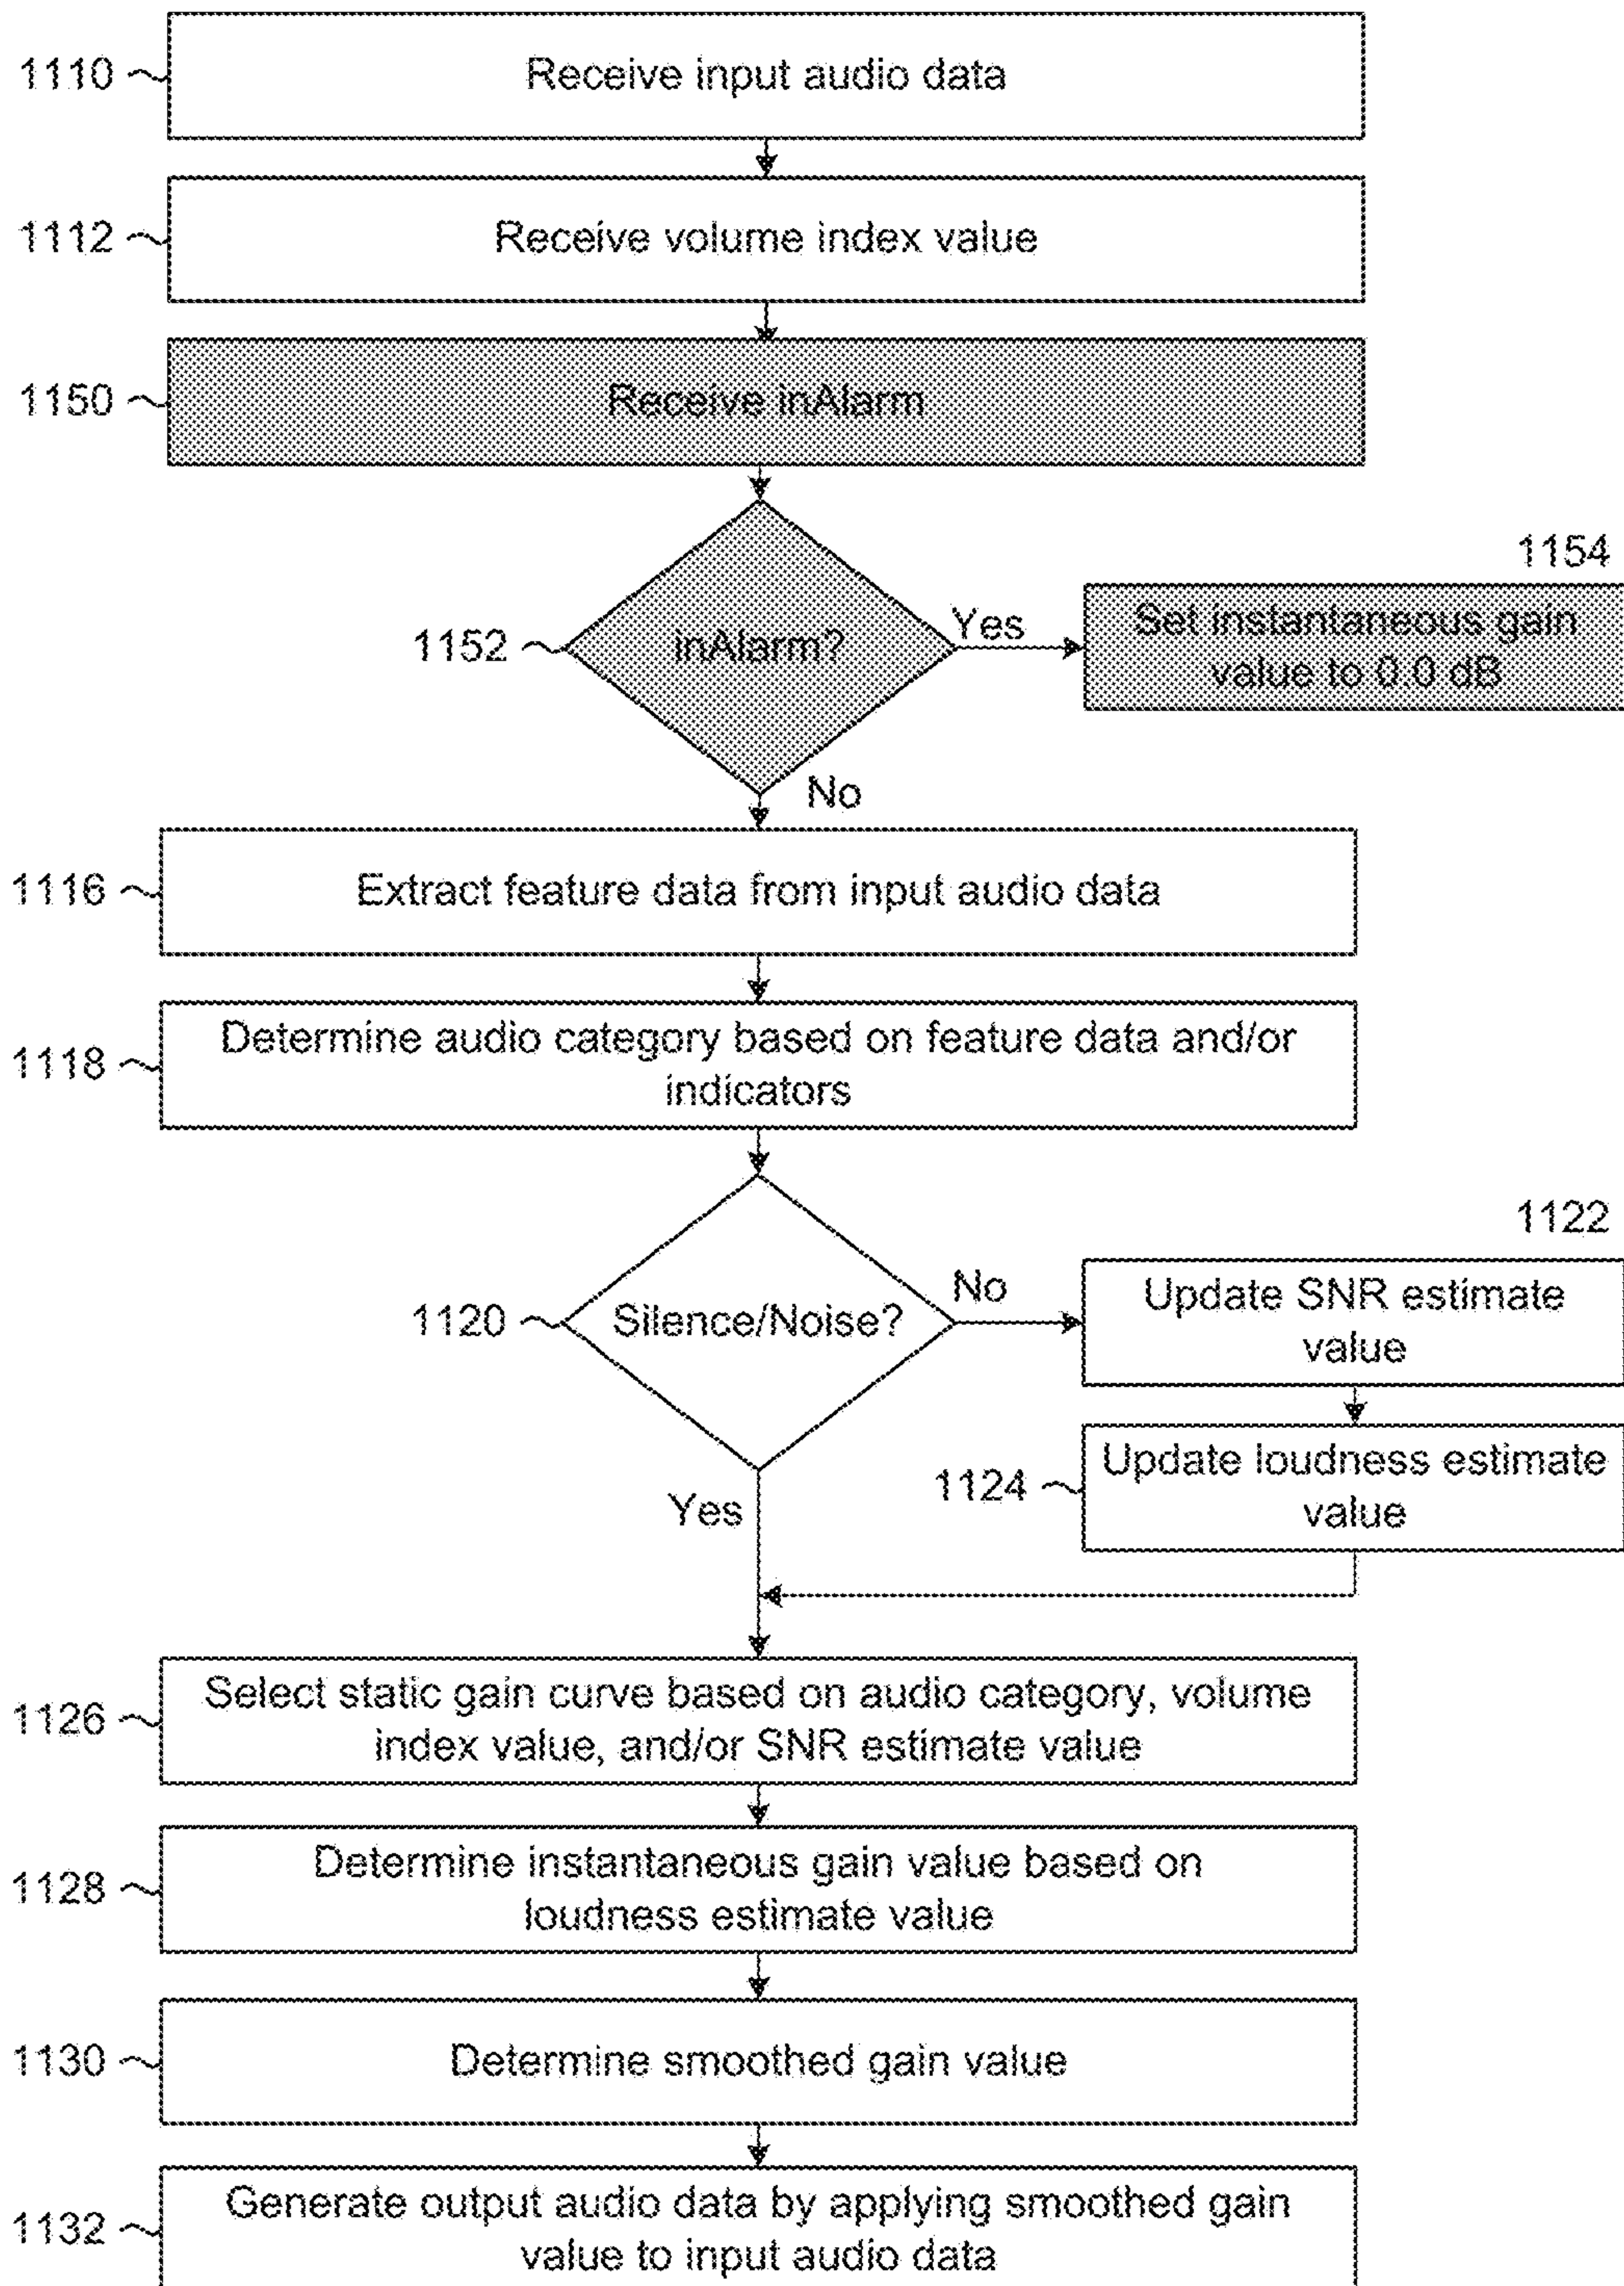 1110
Receive input audio data
1112
Receive volume index value
1150
Receive inAlarm
1152
inAlarm?
Yes
1154
Set instantaneous gain
value to 0.0 dB
No
1116
Extract feature data from input audio data
1118
Determine audio category based on feature data and/or
indicators
1120
Silence/Noise?
No
1122
Update SNR estimate
value
1124
Update loudness estimate
value
Yes
1126
Select static gain curve based on audio category, volume
index value, and/or SNR estimate value
1128
Determine instantaneous gain value based on
loudness estimate value
1130
Determine smoothed gain value
1132
Generate output audio data by applying smoothed gain
value to input audio data